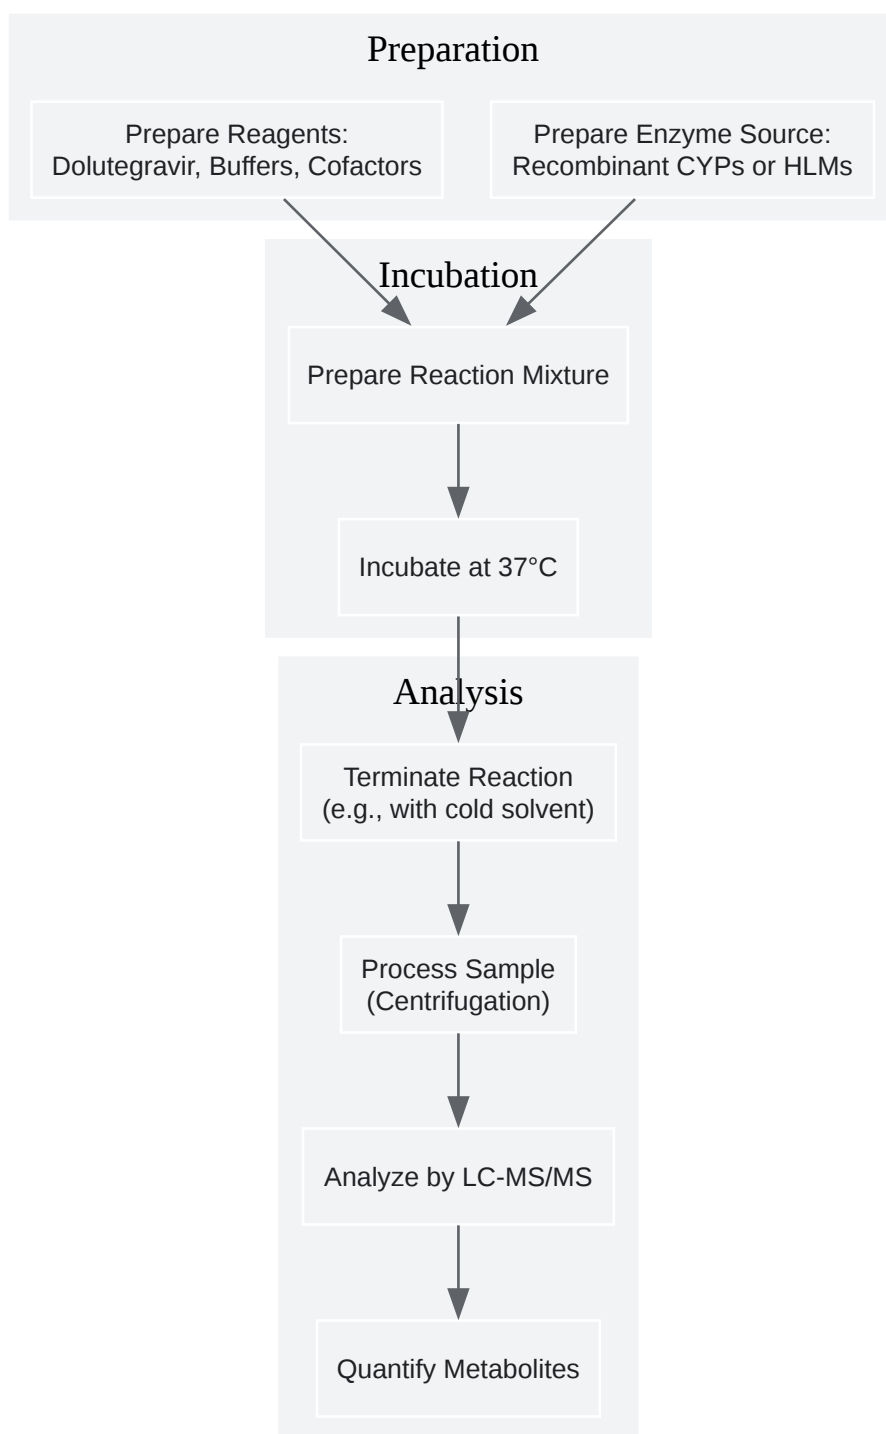 Preparation
Prepare Reagents:
Dolutegravir, Buffers, Cofactors
Prepare Enzyme Source:
Recombinant CYPs or HLMs
Incubation
Prepare Reaction Mixture
Incubate at 37°C
Analysis
Terminate Reaction
(e.g., with cold solvent)
Process Sample
(Centrifugation)
Analyze by LC-MS/MS
Quantify Metabolites